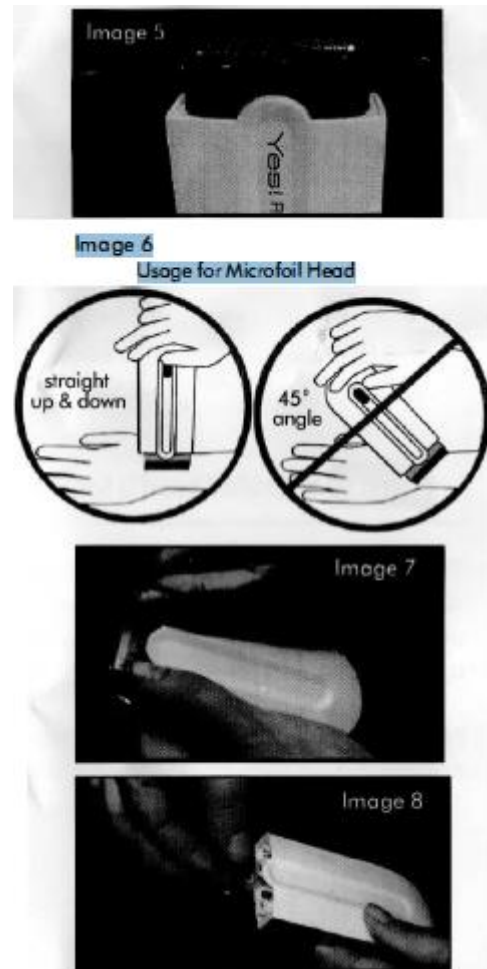 Image 5
Yes!
Image 6
Usage for Microfoil Head
straight
up & down
45°
angle
Image 7
Image 8